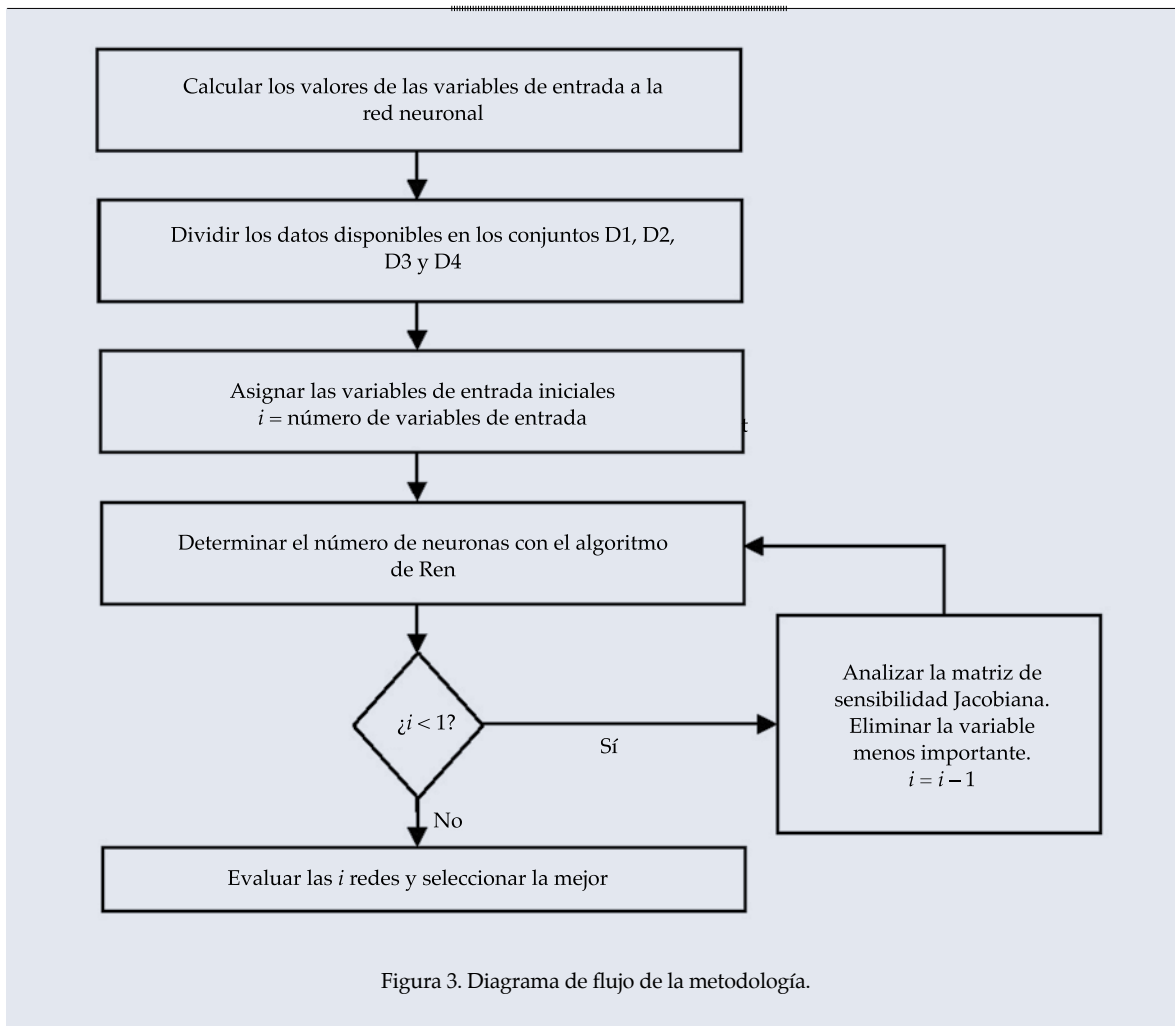 Calcular los valores de las variables de entrada a la
red neuronal
Dividir los datos disponibles en los conjuntos D1, D2,
D3 y D4
Asignar las variables de entrada iniciales
i = número de variables de entrada
t
Determinar el número de neuronas con el algoritmo
de Ren
¿i < 1?
Sí
Analizar la matriz de
sensibilidad Jacobiana.
Eliminar la variable
menos importante.
i = i – 1
No
Evaluar las i redes y seleccionar la mejor
Figura 3. Diagrama de flujo de la metodología.